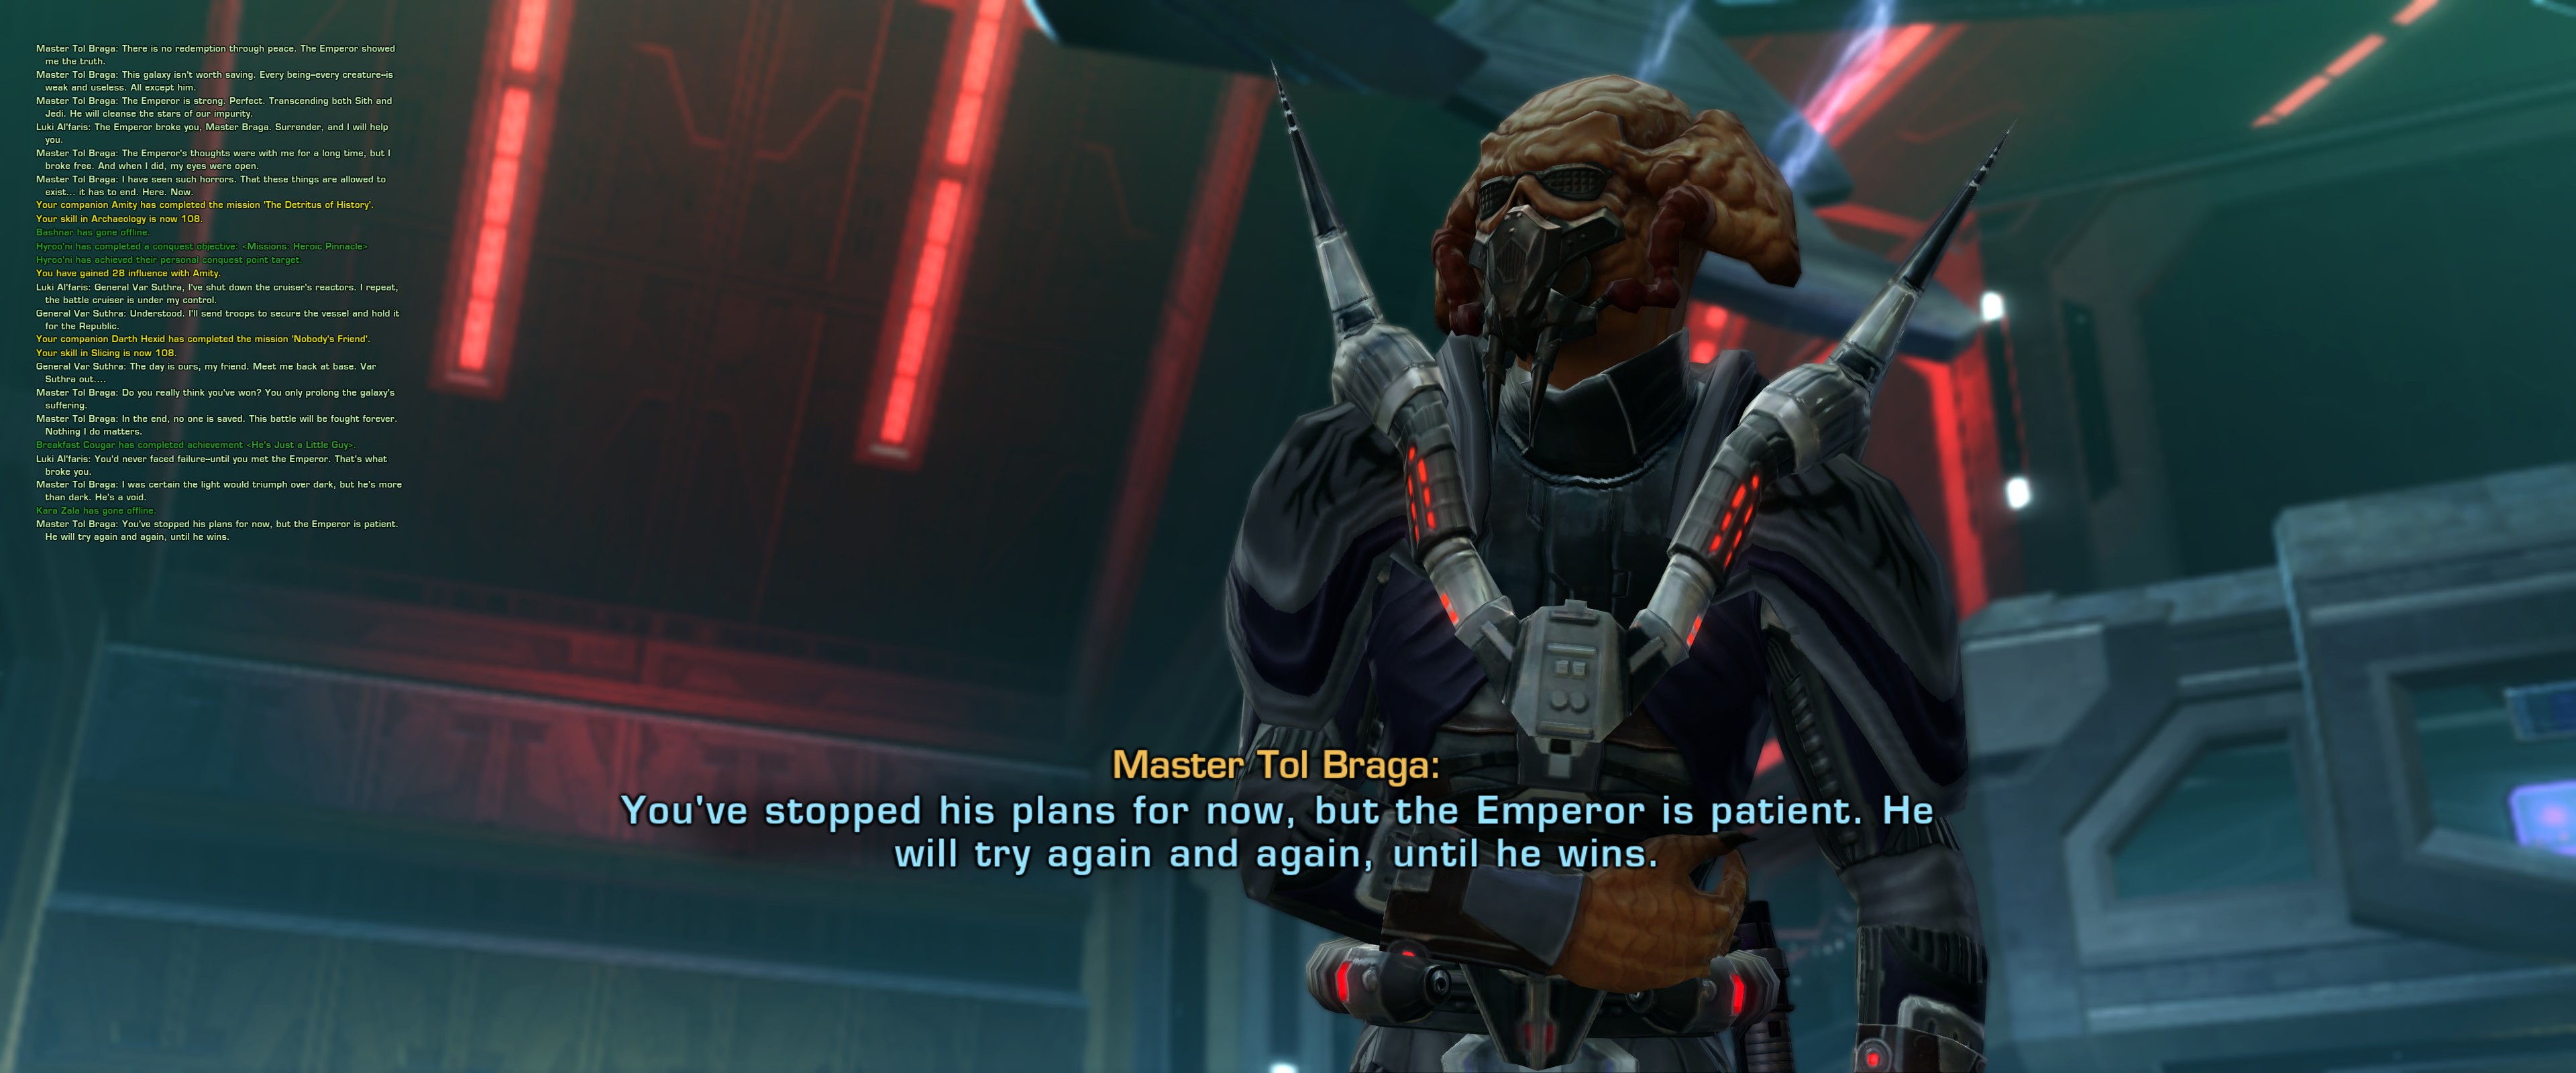 Master Tol Braga: There is no redemption through peace. The Emperor showed
me the truth.
Master Tol Braga: This galaxy isn't worth saving. Every being—every creature—is
weak and useless. All except him.
Master Tol Braga: The Emperor is strong. Perfect. Transcending both Sith and
Jedi. He will cleanse the stars of our impurity.
Luki Al'faris: The Emperor broke you, Master Braga. Surrender, and I will help
you.
Master Tol Braga: The Emperor's thoughts were with me for a long time, but I
broke free. And when I did, my eyes were open.
Master Tol Braga: I have seen such horrors. That these things are allowed to
exist... it has to end. Here. Now.
Your companion Amity has completed the mission 'The Detritus of History'.
Your skill in Archaeology is now 108.
Bashnar has gone offline.
Hyroo'ni has completed a conquest objective: <Missions: Heroic Pinnacle>
Hyroo'ni has achieved their personal conquest point target.
You have gained 28 influence with Amity.
Luki Al'faris: General Var Suthra, I've shut down the cruiser's reactors. I repeat,
the battle cruiser is under my control.
General Var Suthra: Understood. I'll send troops to secure the vessel and hold it
for the Republic.
Your companion Darth Hexid has completed the mission 'Nobody's Friend'.
Your skill in Slicing is now 108.
General Var Suthra: The day is ours, my friend. Meet me back at base. Var
Suthra out....
Master Tol Braga: Do you really think you've won? You only prolong the galaxy's
suffering.
Master Tol Braga: In the end, no one is saved. This battle will be fought forever.
Nothing I do matters.
Breakfast Cougar has completed achievement <He's Just a Little Guy>.
Luki Al'faris: You'd never faced failure—until you met the Emperor. That's what
broke you.
Master Tol Braga: I was certain the light would triumph over dark, but he's more
than dark. He's a void.
Kara Zala has gone offline.
Master Tol Braga: You've stopped his plans for now, but the Emperor is patient.
He will try again and again, until he wins.
Master Tol Braga:
You've stopped his plans for now, but the Emperor is patient. He
will try again and again, until he wins.